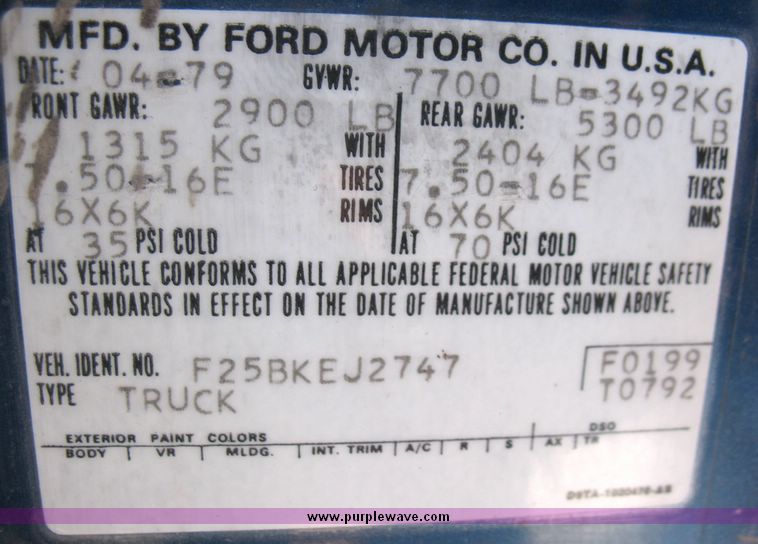 MFD. BY FORD MOTOR CO. IN U.S.A.
DATE: 04-79 GVWR: 7700 LB-3492KG
FRONT GAWR: 2900 LB REAR GAWR: 5300 LB
1315 KG WITH 2404 KG WITH
7.50-16E TIRES 7.50-16E TIRES
16X6K RIMS 16X6K RIMS
AT 35 PSI COLD AT 70 PSI COLD
THIS VEHICLE CONFORMS TO ALL APPLICABLE FEDERAL MOTOR VEHICLE SAFETY
STANDARDS IN EFFECT ON THE DATE OF MANUFACTURE SHOWN ABOVE.
VEH. IDENT. NO. F25BKEJ2747 F0199
TYPE TRUCK T0792
EXTERIOR PAINT COLORS DSO
BODY VR MLDG. INT. TRIM A/C R S AX TR
www.purplewave.com